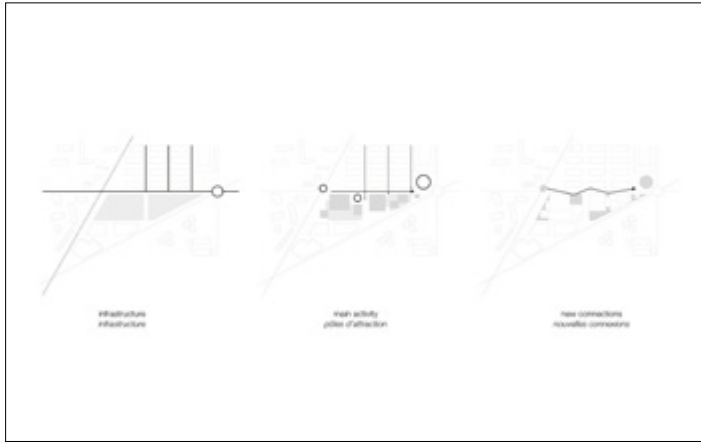 infrastructure
infrastructure
main activity
pôles d'attraction
new connections
nouvelles connexions